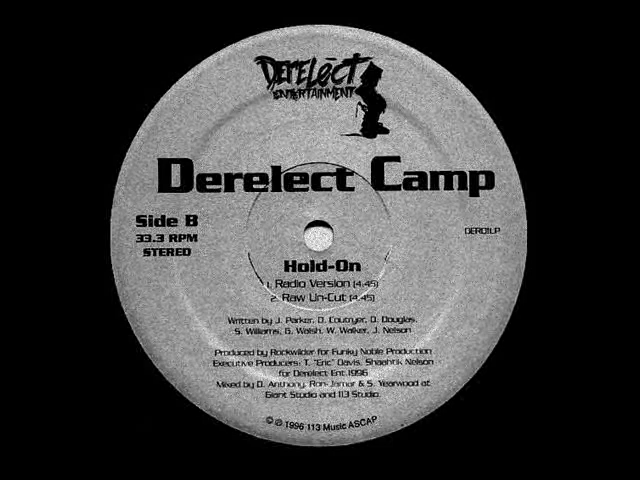 Derelect
Entertainment
Derelect Camp
Side B
33.3 RPM
STEREO
DER01LP
Hold-On
1. Radio Version (4:45)
2. Raw Un-Cut (4:45)
Written by J. Parker, D. Coutryer, D. Douglas,
S. Williams, G. Walsh, W. Walker, J. Nelson
Produced by Rockwilder for Funky Noble Production
Executive Producers: T. "Eric" Davis, Shaahtik Nelson
for Derelect Ent.1996
Mixed by D. Anthony, Ron Jamar & S. Yearwood at
Giant Studio and 113 Studio.
© ℗ 1996 113 Music ASCAP